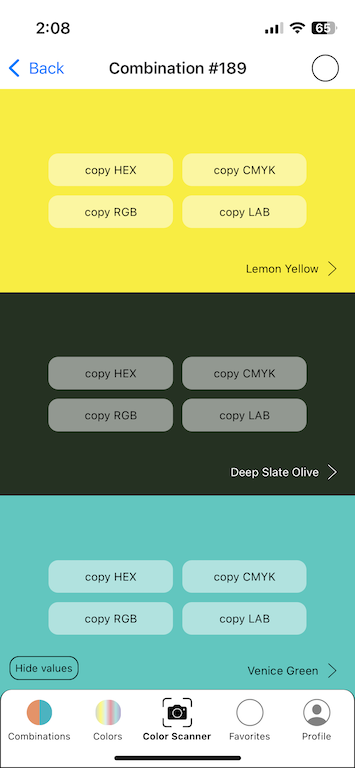 2:08 65
Back Combination #189
copy HEX copy CMYK
copy RGB copy LAB
Lemon Yellow
copy HEX copy CMYK
copy RGB copy LAB
Deep Slate Olive
copy HEX copy CMYK
copy RGB copy LAB
Hide values Venice Green
Combinations Colors Color Scanner Favorites Profile